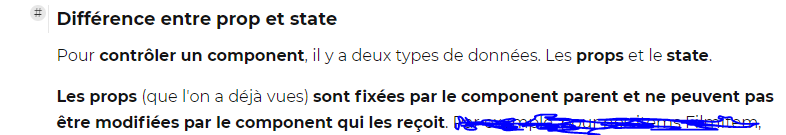 # Différence entre prop et state
Pour contrôler un component, il y a deux types de données. Les props et le state.
Les props (que l'on a déjà vues) sont fixées par le component parent et ne peuvent pas
être modifiées par le component qui les reçoit.